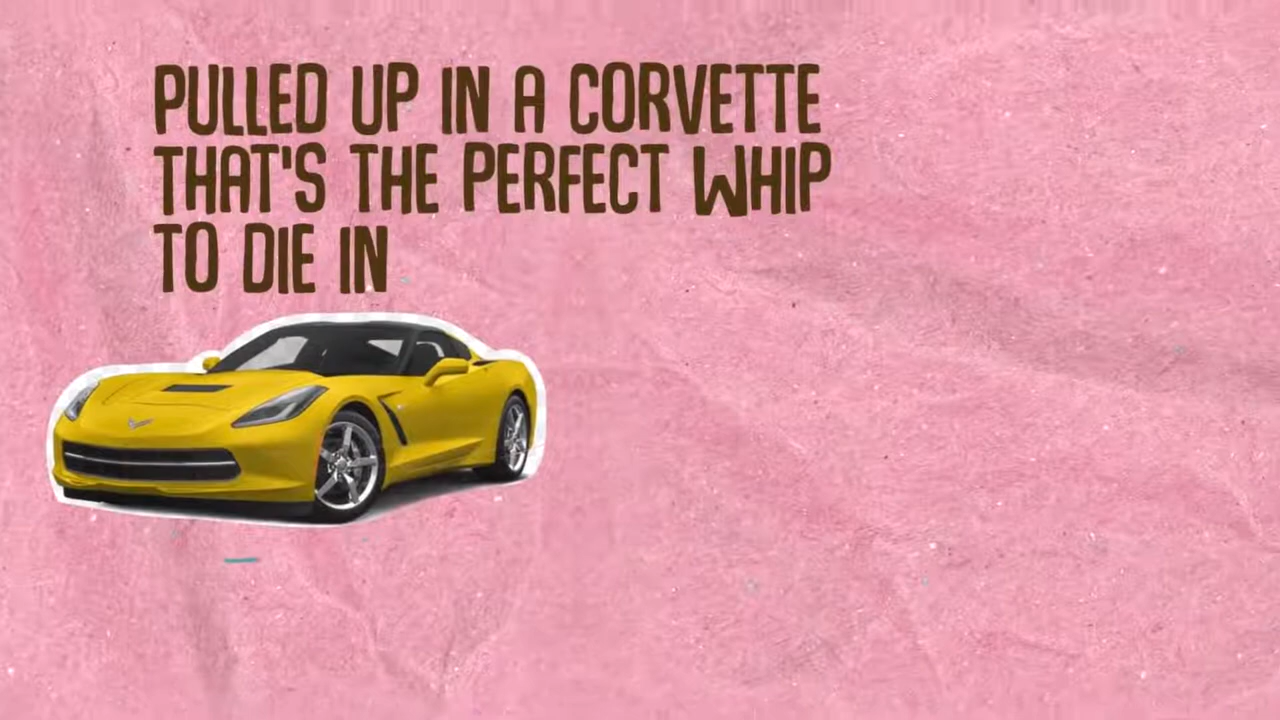 PULLED UP IN A CORVETTE
THAT'S THE PERFECT WHIP
TO DIE IN